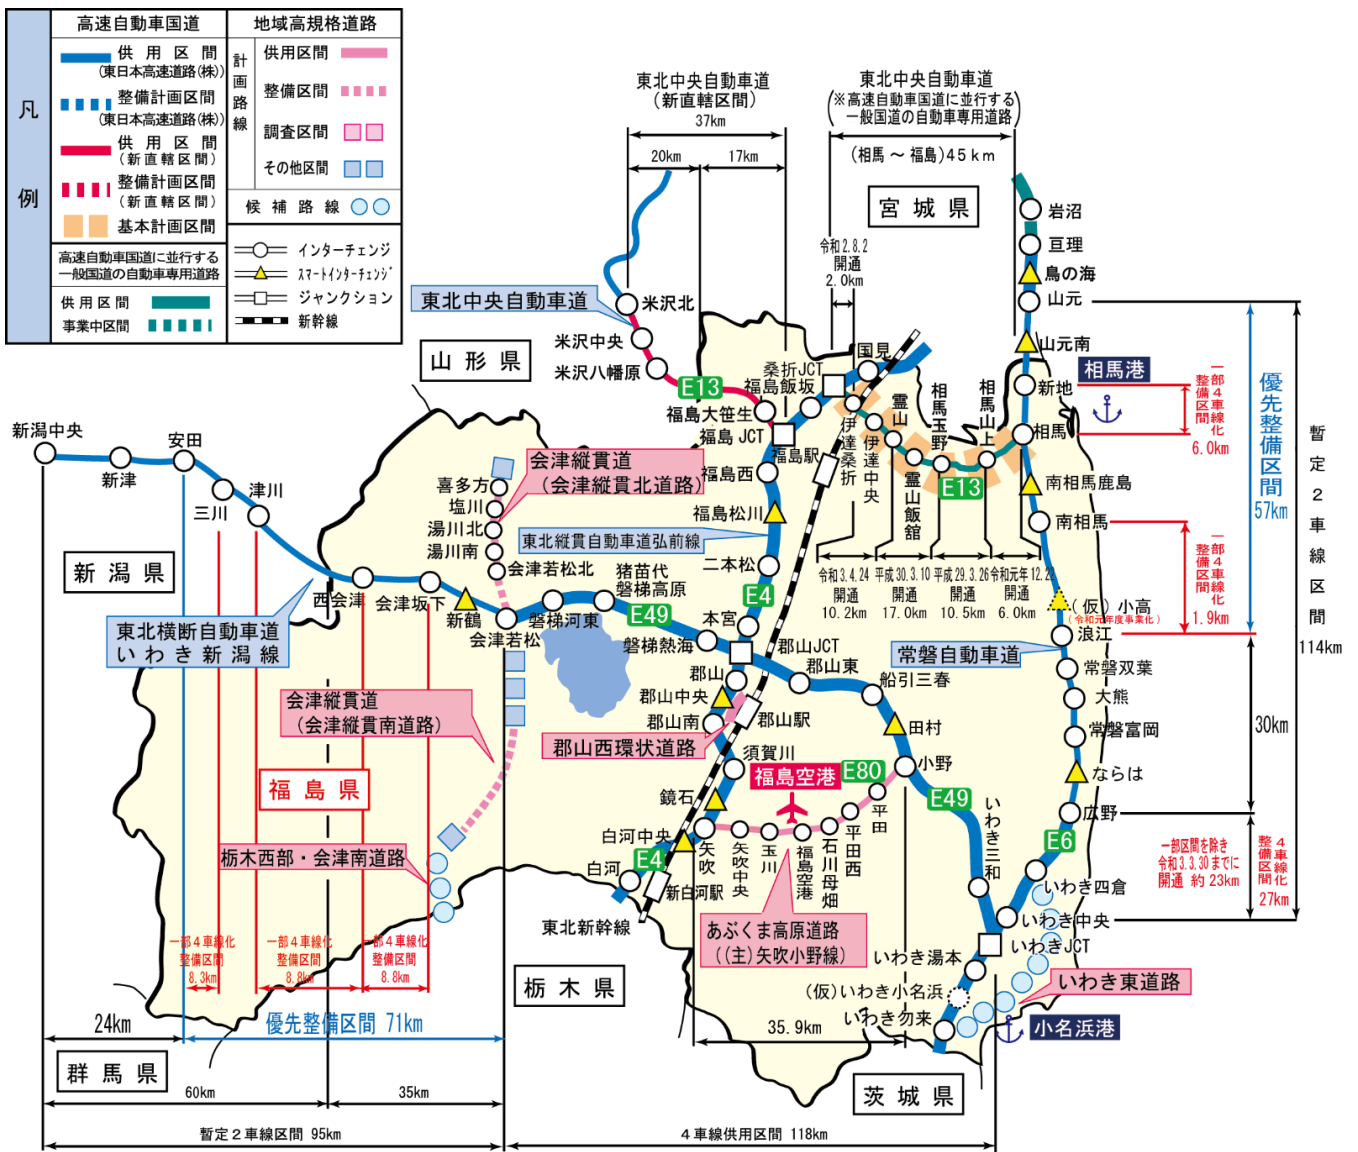 凡例
高速自動車国道
供用区間
(東日本高速道路(株))
整備計画区間
(東日本高速道路(株))
供用区間
(新直轄区間)
整備計画区間
(新直轄区間)
基本計画区間
高速自動車国道に並行する
一般国道の自動車専用道路
供用区間
事業中区間
地域高規格道路
計画路線
供用区間
整備区間
調査区間
その他区間
候補路線
インターチェンジ
スマートインターチェンジ
ジャンクション
新幹線
東北中央自動車道
(新直轄区間)
37km
20km
17km
東北中央自動車道
(※高速自動車国道に並行する
一般国道の自動車専用道路)
(相馬～福島)45km
宮城県
令和2.8.2
開通
2.0km
岩沼
亘理
鳥の海
山元
山元南
新地
相馬港
相馬
南相馬鹿島
南相馬
(仮)小高
(令和元年度事業化)
浪江
常磐双葉
大熊
常磐富岡
ならは
広野
E6
いわき四倉
いわき中央
いわきJCT
いわき湯本
(仮)いわき小名浜
いわき勿来
いわき東道路
小名浜港
一部4車線化
整備区間
6.0km
一部4車線化
整備区間
1.9km
優先整備区間
57km
暫定2車線区間
114km
30km
一部区間を除き
令和3.3.30までに
開通 約23km
4車線化
整備区間
27km
東北中央自動車道
米沢北
米沢中央
米沢八幡原
山形県
E13
福島大笹生
福島JCT
福島飯坂
桑折JCT
国見
福島駅
福島西
福島松川
二本松
E4
本宮
伊達桑折
伊達中央
霊山
霊山飯舘
相馬玉野
相馬山上
E13
令和3.4.24
開通
10.2km
平成30.3.10
開通
17.0km
平成29.3.26
開通
10.5km
令和元年12.22
開通
6.0km
常磐自動車道
新潟中央
新津
安田
三川
津川
新潟県
西会津
会津坂下
新鶴
会津若松
東北横断自動車道
いわき新潟線
喜多方
塩川
湯川北
湯川南
会津若松北
会津縦貫道
(会津縦貫北道路)
東北縦貫自動車道弘前線
猪苗代
磐梯高原
磐梯河東
E49
磐梯熱海
郡山JCT
郡山
郡山東
郡山中央
郡山南
郡山駅
船引三春
田村
小野
会津縦貫道
(会津縦貫南道路)
郡山西環状道路
福島県
須賀川
鏡石
福島空港
E80
E49
いわき三和
栃木西部・会津南道路
白河中央
白河
E4
新白河駅
東北新幹線
矢吹
矢吹中央
玉川
福島空港
石川母畑
平田西
平田
あぶくま高原道路
((主)矢吹小野線)
一部4車線化
整備区間
8.3km
一部4車線化
整備区間
8.8km
一部4車線化
整備区間
8.8km
栃木県
24km
優先整備区間 71km
35.9km
群馬県
茨城県
60km
35km
暫定2車線区間 95km
4車線供用区間 118km